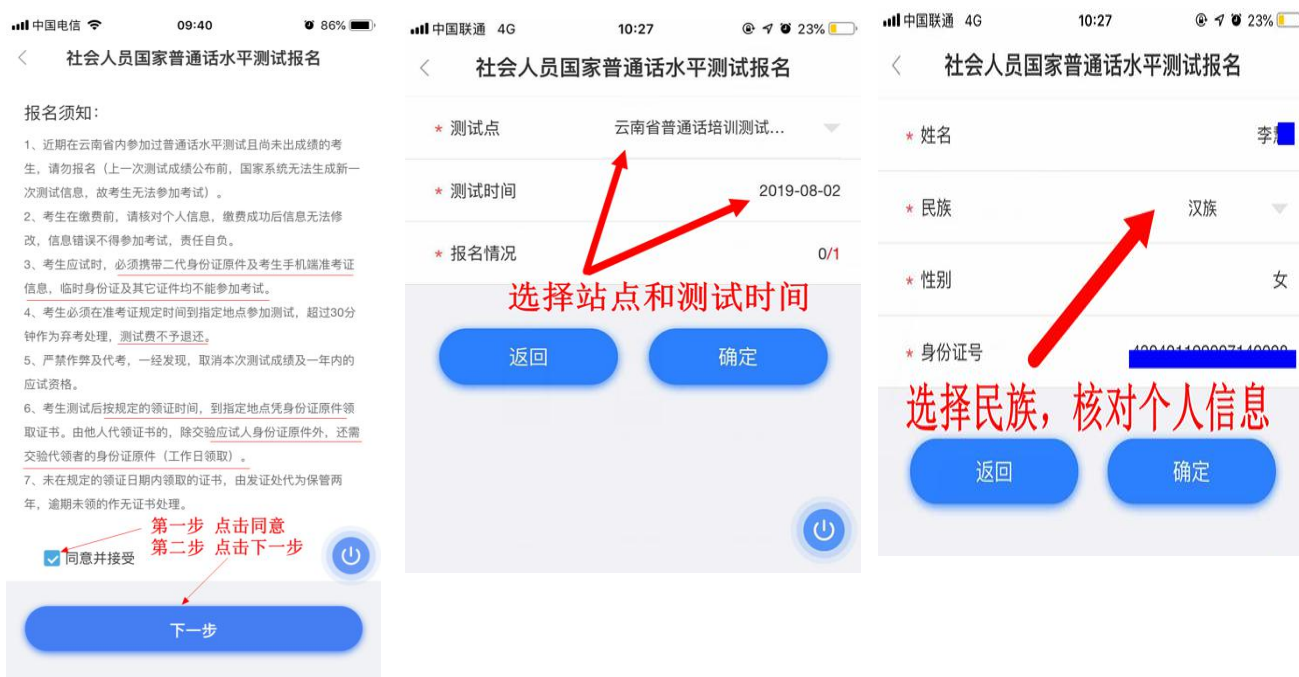 中国电信 09:40 86%
社会人员国家普通话水平测试报名
报名须知：
1、近期在云南省内参加过普通话水平测试且尚未出成绩的考
生，请勿报名（上一次测试成绩公布前，国家系统无法生成新一
次测试信息，故考生无法参加考试）。
2、考生在缴费前，请核对个人信息，缴费成功后信息无法修
改，信息错误不得参加考试，责任自负。
3、考生应试时，必须携带二代身份证原件及考生手机端准考证
信息，临时身份证及其它证件均不能参加考试。
4、考生必须在准考证规定时间到指定地点参加测试，超过30分
钟作为弃考处理，测试费不予退还。
5、严禁作弊及代考，一经发现，取消本次测试成绩及一年内的
应试资格。
6、考生测试后按规定的领证时间，到指定地点凭身份证原件领
取证书。由他人代领证书的，除交验应试人身份证原件外，还需
交验代领者的身份证原件（工作日领取）。
7、未在规定的领证日期内领取的证书，由发证处代为保管两
年，逾期未领的作无证书处理。
第一步 点击同意
第二步 点击下一步
同意并接受
下一步
中国联通 4G 10:27 23%
社会人员国家普通话水平测试报名
* 测试点 云南省普通话培训测试...
* 测试时间 2019-08-02
* 报名情况 0/1
选择站点和测试时间
返回 确定
中国联通 4G 10:27 23%
社会人员国家普通话水平测试报名
* 姓名 李
* 民族 汉族
* 性别 女
* 身份证号
选择民族，核对个人信息
返回 确定